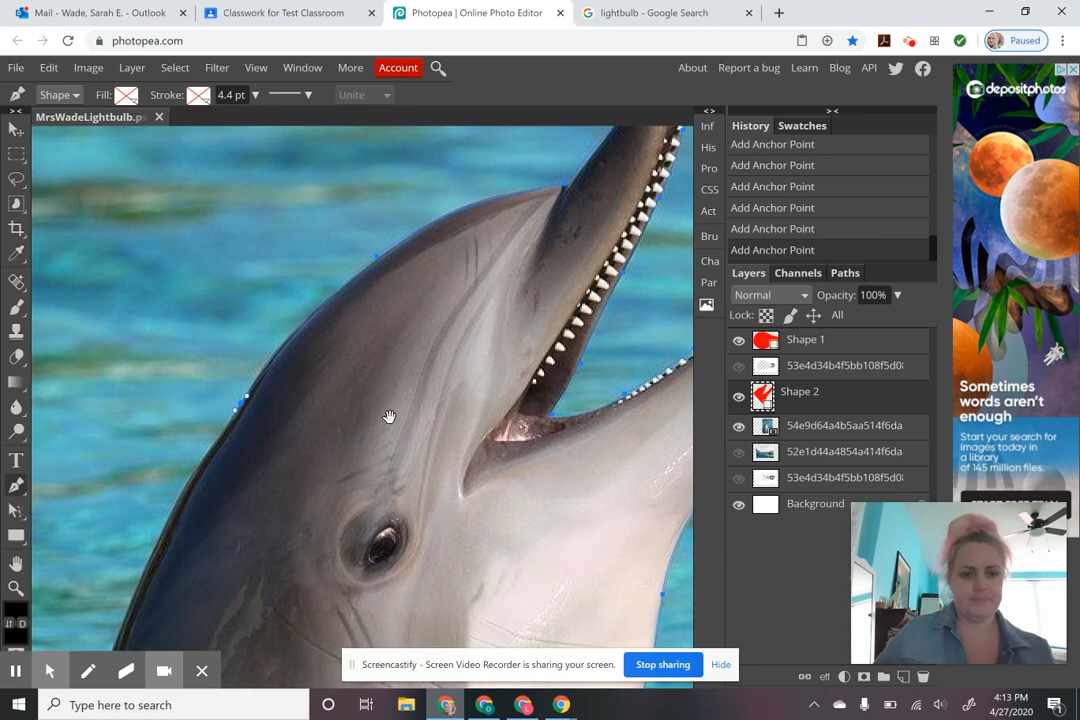 Mail - Wade, Sarah E. - Outlook
Classwork for Test Classroom
Photopea | Online Photo Editor
lightbulb - Google Search
photopea.com
Paused
File Edit Image Layer Select Filter View Window More Account
About Report a bug Learn Blog API
Shape Fill: Stroke: 4.4 pt Unite
MrsWadeLightbulb.ps
Inf
His
Pro
CSS
Act
Bru
Cha
Par
History Swatches
Add Anchor Point
Add Anchor Point
Add Anchor Point
Add Anchor Point
Add Anchor Point
Add Anchor Point
Layers Channels Paths
Normal Opacity: 100%
Lock: All
Shape 1
53e4d34b4f5bb108f5d08
Shape 2
54e9d64a4b5aa514f6da
52e1d44a4854a414f6da
53e4d34b4f5bb108f5d08
Background
eff
depositphotos
Sometimes
words aren't
enough
Start your search for
images today in
a library
of 145 million files.
D
Screencastify - Screen Video Recorder is sharing your screen. Stop sharing Hide
Type here to search
4:13 PM
4/27/2020